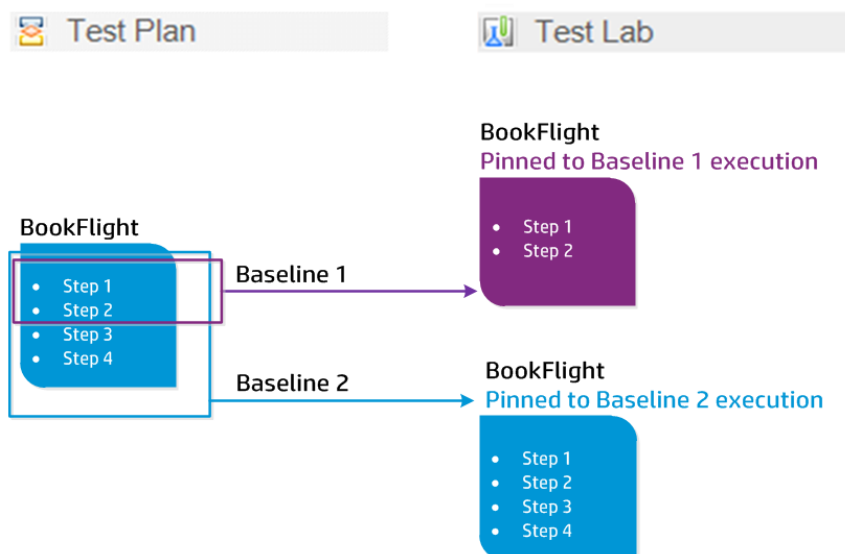 Test Plan
Test Lab
BookFlight
Pinned to Baseline 1 execution
• Step 1
• Step 2
BookFlight
• Step 1
• Step 2
• Step 3
• Step 4
Baseline 1
Baseline 2
BookFlight
Pinned to Baseline 2 execution
• Step 1
• Step 2
• Step 3
• Step 4